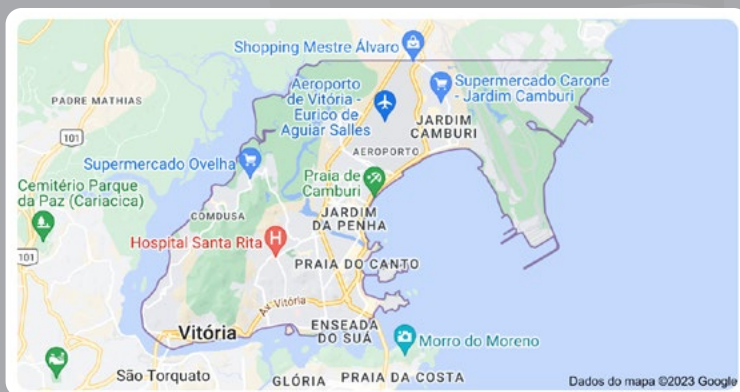 Shopping Mestre Álvaro
Aeroporto
de Vitória -
Eurico de
Aguiar Salles
Supermercado Carone
- Jardim Camburi
PADRE MATHIAS
JARDIM
CAMBURI
101
AEROPORTO
Supermercado Ovelha
Praia de
Camburi
Cemitério Parque
da Paz (Cariacica)
COMDUSA
JARDIM
DA PENHA
Hospital Santa Rita
H
101
PRAIA DO CANTO
Av. Vitória
Vitória
ENSEADA
DO SUÁ
Morro do Moreno
São Torquato
GLÓRIA
PRAIA DA COSTA
Dados do mapa ©2023 Google